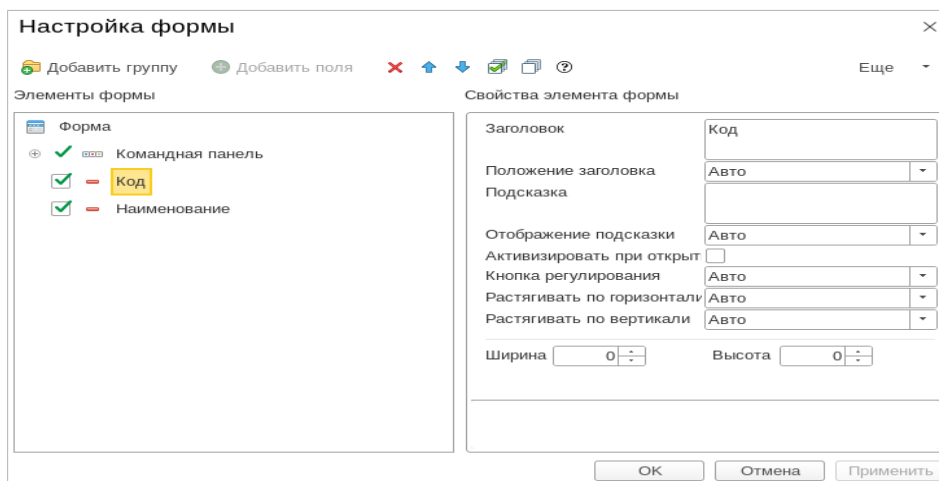 Настройка формы
Добавить группу Добавить поля Еще
Элементы формы Свойства элемента формы
Форма
Командная панель
Код
Наименование
Заголовок Код
Положение заголовка Авто
Подсказка
Отображение подсказки Авто
Активизировать при открыт
Кнопка регулирования Авто
Растягивать по горизонтали Авто
Растягивать по вертикали Авто
Ширина 0 Высота 0
OK Отмена Применить